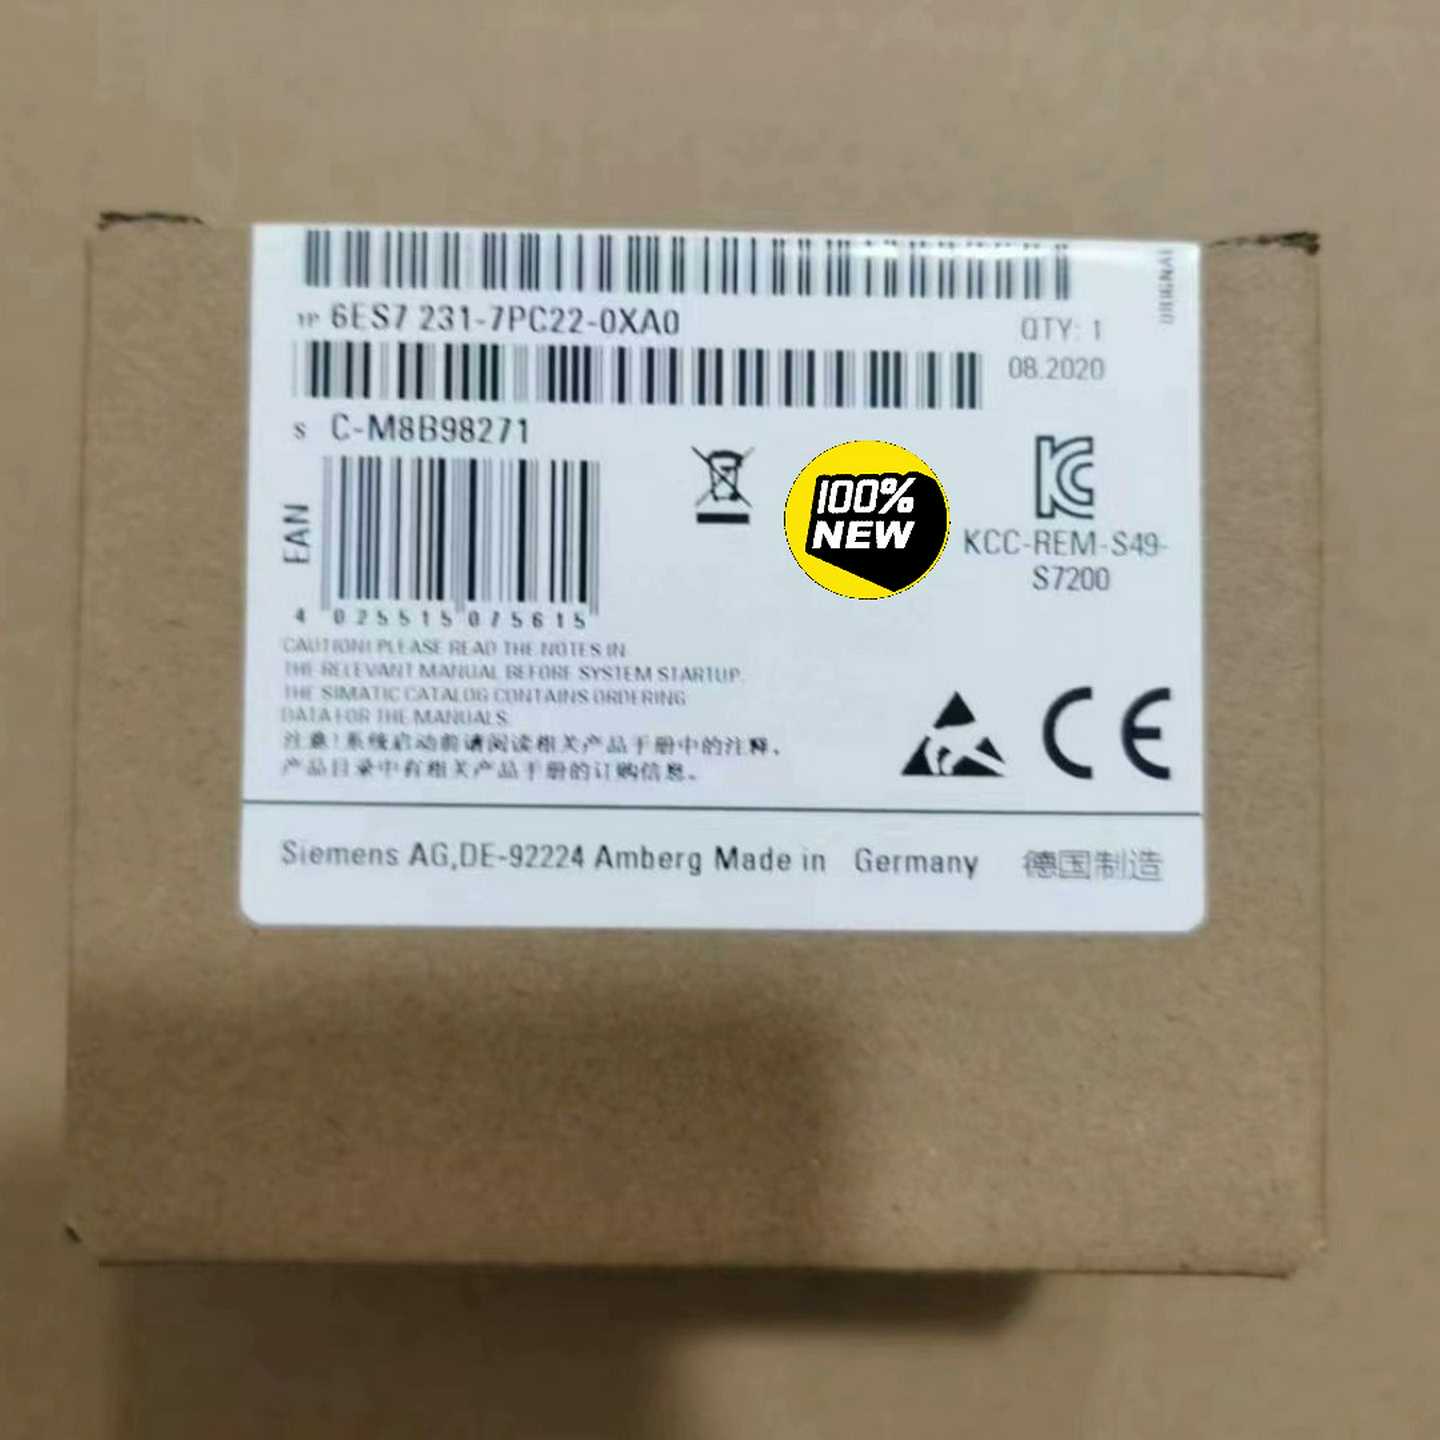 1P 6ES7 231-7PC22-0XA0
QTY: 1
ORIGINAL
08.2020
S C-M8B98271
EAN
4 025515 075615
100%
NEW
KC
KCC-REM-S49-
S7200
CAUTION! PLEASE READ THE NOTES IN
THE RELEVANT MANUAL BEFORE SYSTEM STARTUP.
THE SIMATIC CATALOG CONTAINS ORDERING
DATA FOR THE MANUALS.
注意!系统启动前请阅读相关产品手册中的注释,
产品目录中有相关产品手册的订购信息。
CE
Siemens AG,DE-92224 Amberg Made in Germany 德国制造